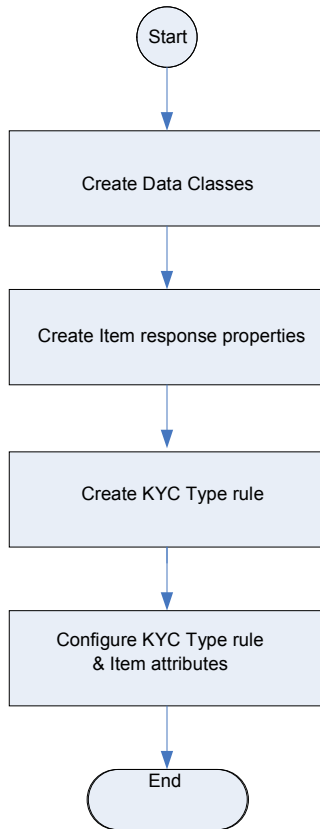 Start
Create Data Classes
Create Item response properties
Create KYC Type rule
Configure KYC Type rule
& Item attributes
End